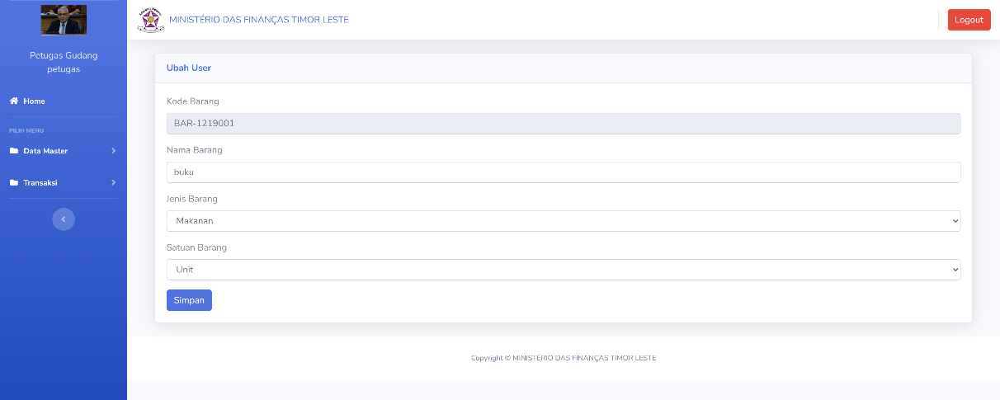 MINISTÉRIO DAS FINANÇAS TIMOR LESTE
Logout
Petugas Gudang
petugas
Home
PILIH MENU
Data Master
Transaksi
Ubah User
Kode Barang
BAR-1219001
Nama Barang
buku
Jenis Barang
Makanan
Satuan Barang
Unit
Simpan
Copyright © MINISTÉRIO DAS FINANÇAS TIMOR LESTE